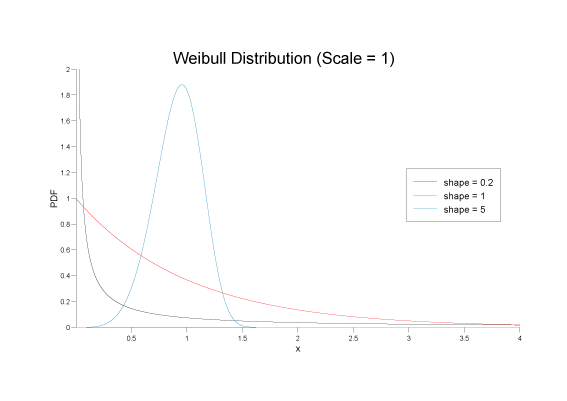 Weibull Distribution (Scale = 1)
PDF
2
1.8
1.6
1.4
1.2
1
0.8
0.6
0.4
0.2
0
shape = 0.2
shape = 1
shape = 5
0.5 1 1.5 2 2.5 3 3.5 4
x